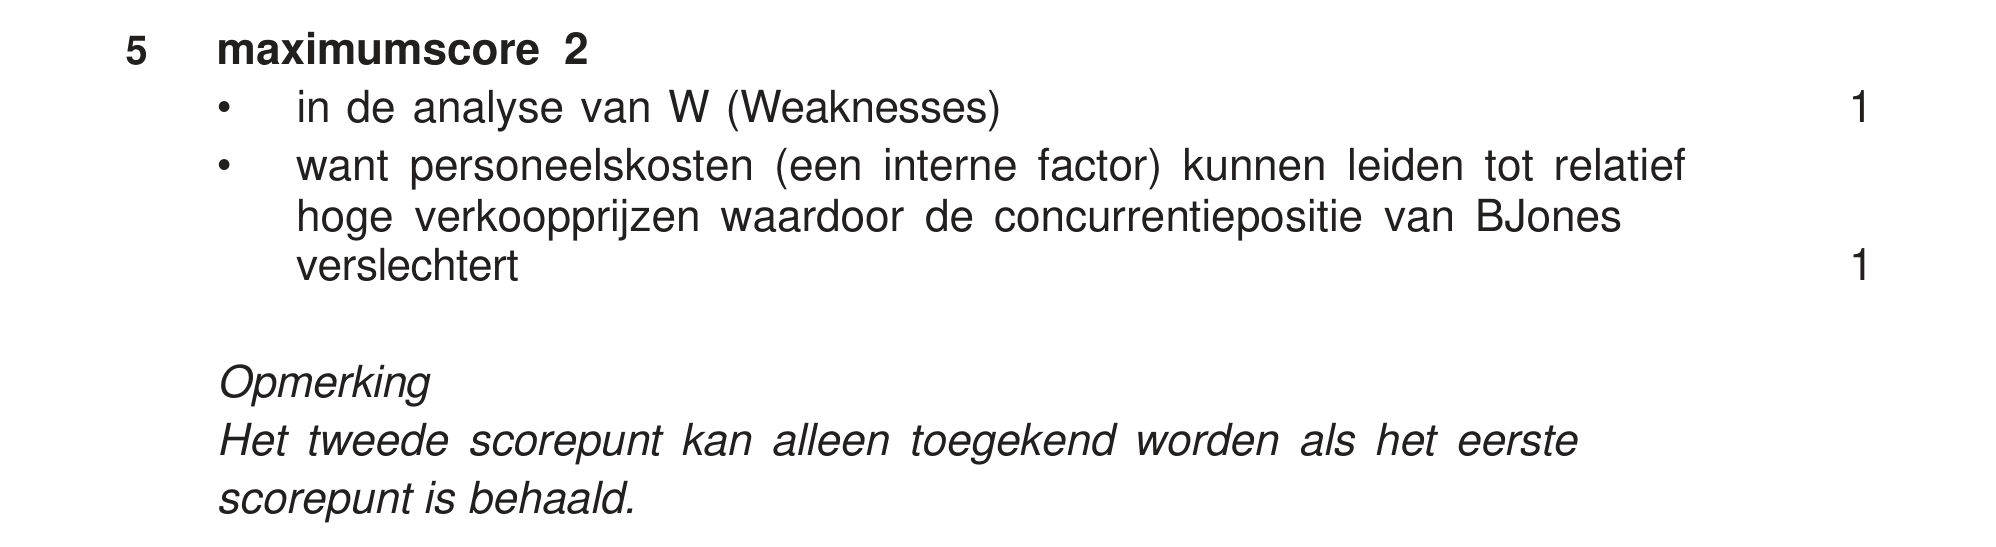 5 maximumscore 2
• in de analyse van W (Weaknesses) 1
• want personeelskosten (een interne factor) kunnen leiden tot relatief
hoge verkoopprijzen waardoor de concurrentiepositie van BJones
verslechtert 1
Opmerking
Het tweede scorepunt kan alleen toegekend worden als het eerste
scorepunt is behaald.